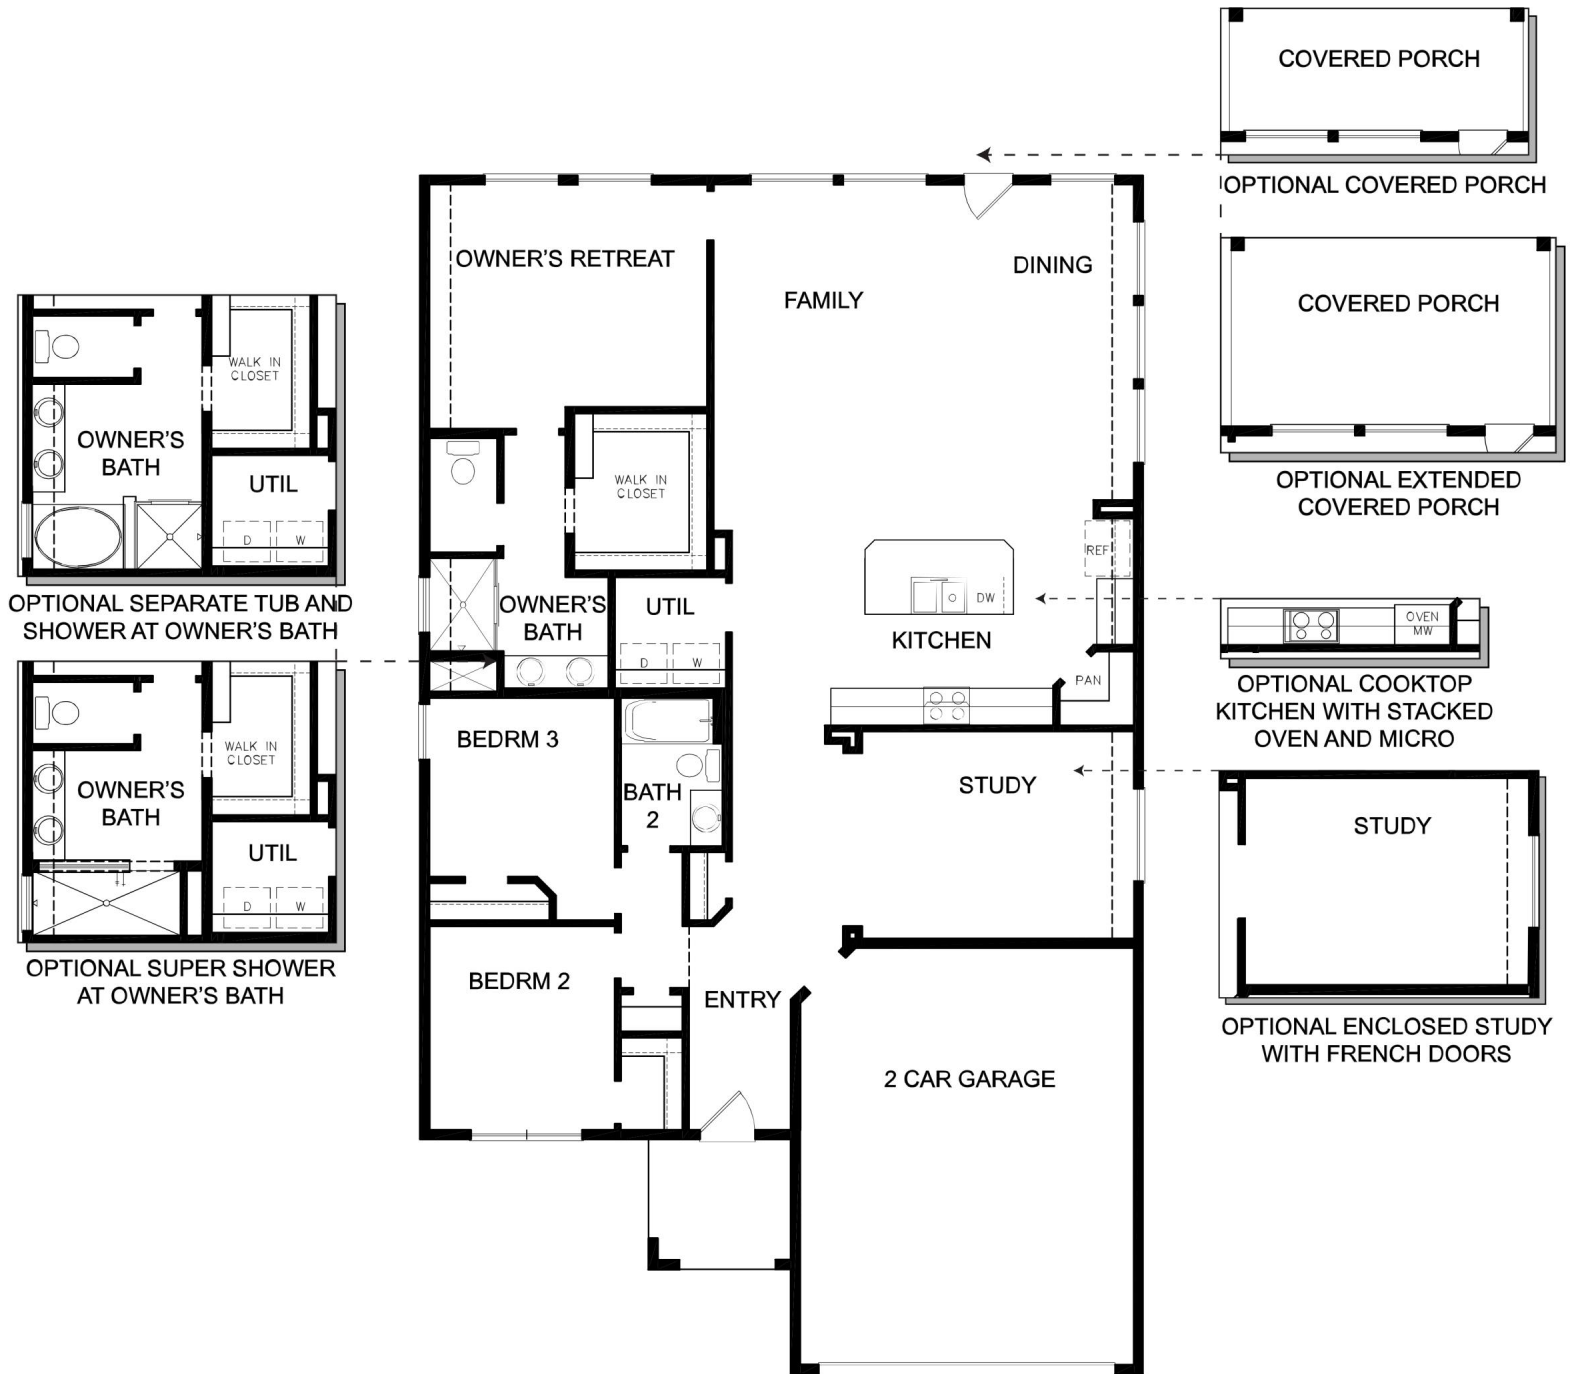 COVERED PORCH
OPTIONAL COVERED PORCH
OWNER'S RETREAT
DINING
FAMILY
COVERED PORCH
OPTIONAL EXTENDED
COVERED PORCH
WALK IN
CLOSET
OWNER'S
BATH
UTIL
D
W
OPTIONAL SEPARATE TUB AND
SHOWER AT OWNER'S BATH
WALK IN
CLOSET
REF
DW
OWNER'S
BATH
UTIL
D
W
KITCHEN
PAN
OVEN
MW
OPTIONAL COOKTOP
KITCHEN WITH STACKED
OVEN AND MICRO
WALK IN
CLOSET
OWNER'S
BATH
UTIL
D
W
OPTIONAL SUPER SHOWER
AT OWNER'S BATH
BEDRM 3
BATH
2
STUDY
STUDY
OPTIONAL ENCLOSED STUDY
WITH FRENCH DOORS
BEDRM 2
ENTRY
2 CAR GARAGE